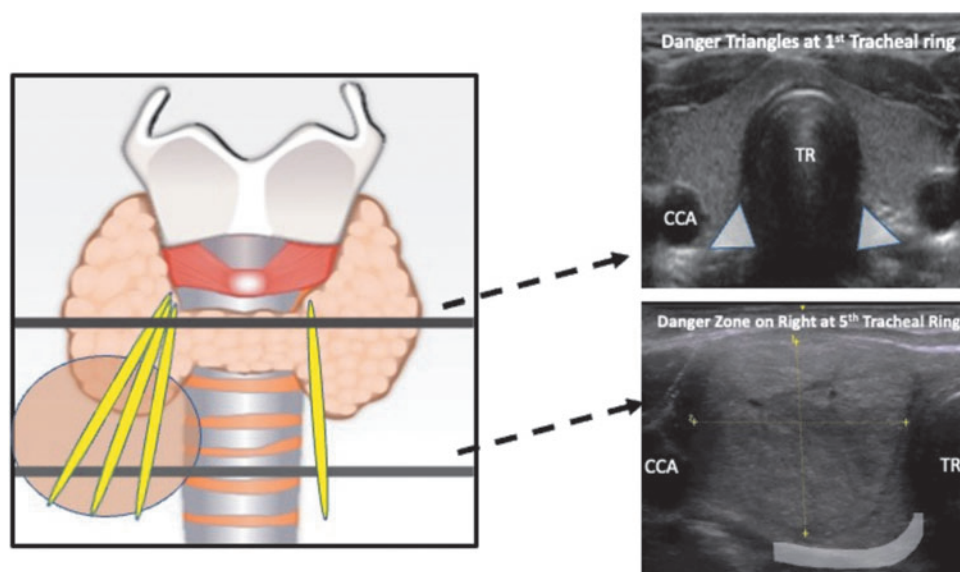 Danger Triangles at 1st Tracheal ring
TR
CCA
Danger Zone on Right at 5th Tracheal Ring
CCA
TR